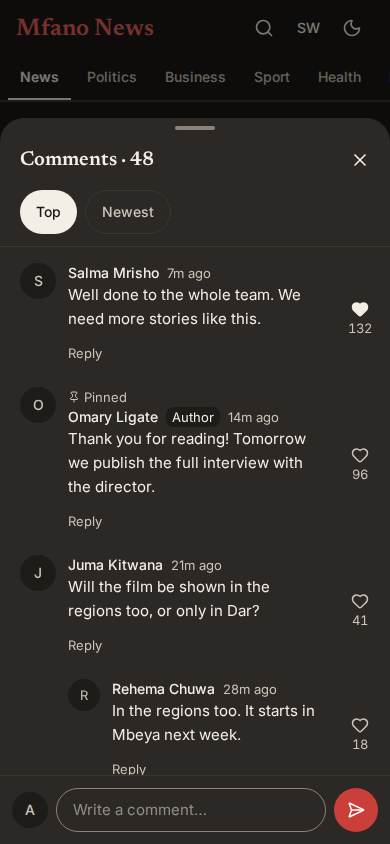 Mfano News
SW
News Politics Business Sport Health
Comments · 48
Top Newest
S
Salma Mrisho 7m ago
Well done to the whole team. We
need more stories like this.
132
Reply
Pinned
O
Omary Ligate Author 14m ago
Thank you for reading! Tomorrow
we publish the full interview with
the director.
96
Reply
J
Juma Kitwana 21m ago
Will the film be shown in the
regions too, or only in Dar?
41
Reply
R
Rehema Chuwa 28m ago
In the regions too. It starts in
Mbeya next week.
18
Reply
A
Write a comment...